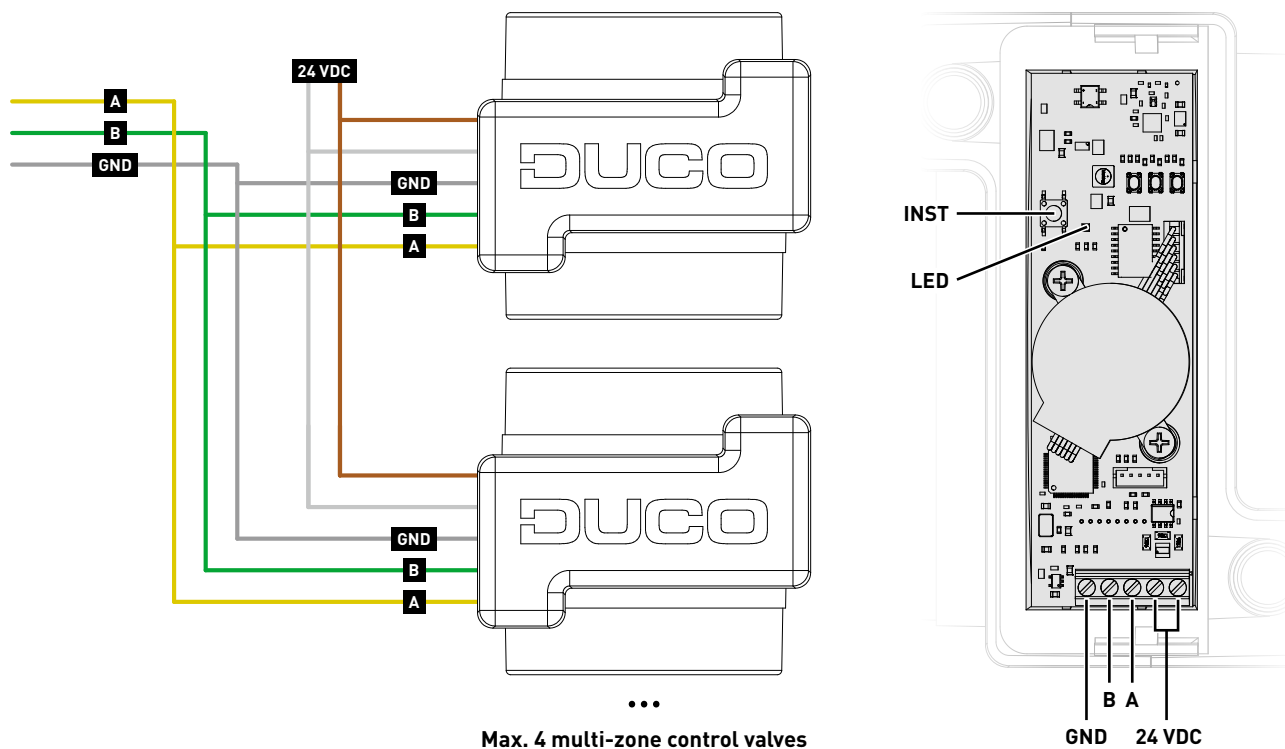 24 VDC
A
B
GND
GND
B
A
DUCO
GND
B
A
DUCO
...
Max. 4 multi-zone control valves
INST
LED
B A
GND 24 VDC